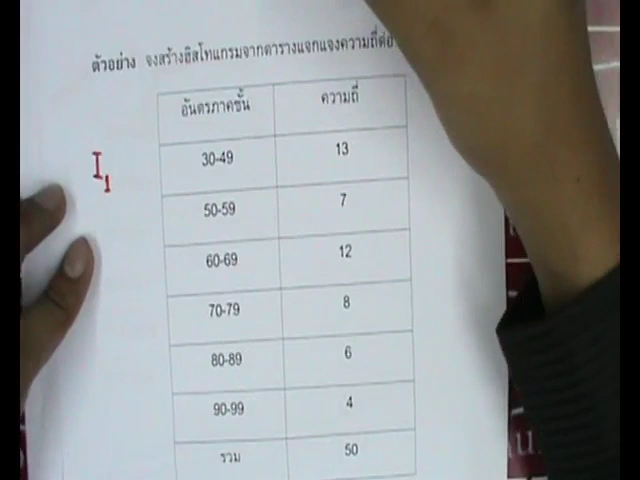 ตัวอย่าง จงสร้างฮิสโทแกรมจากตารางแจกแจงความถี่ต่อ
อันตรภาคชั้น ความถี่
I1
30-49 13
50-59 7
60-69 12
70-79 8
80-89 6
90-99 4
รวม 50